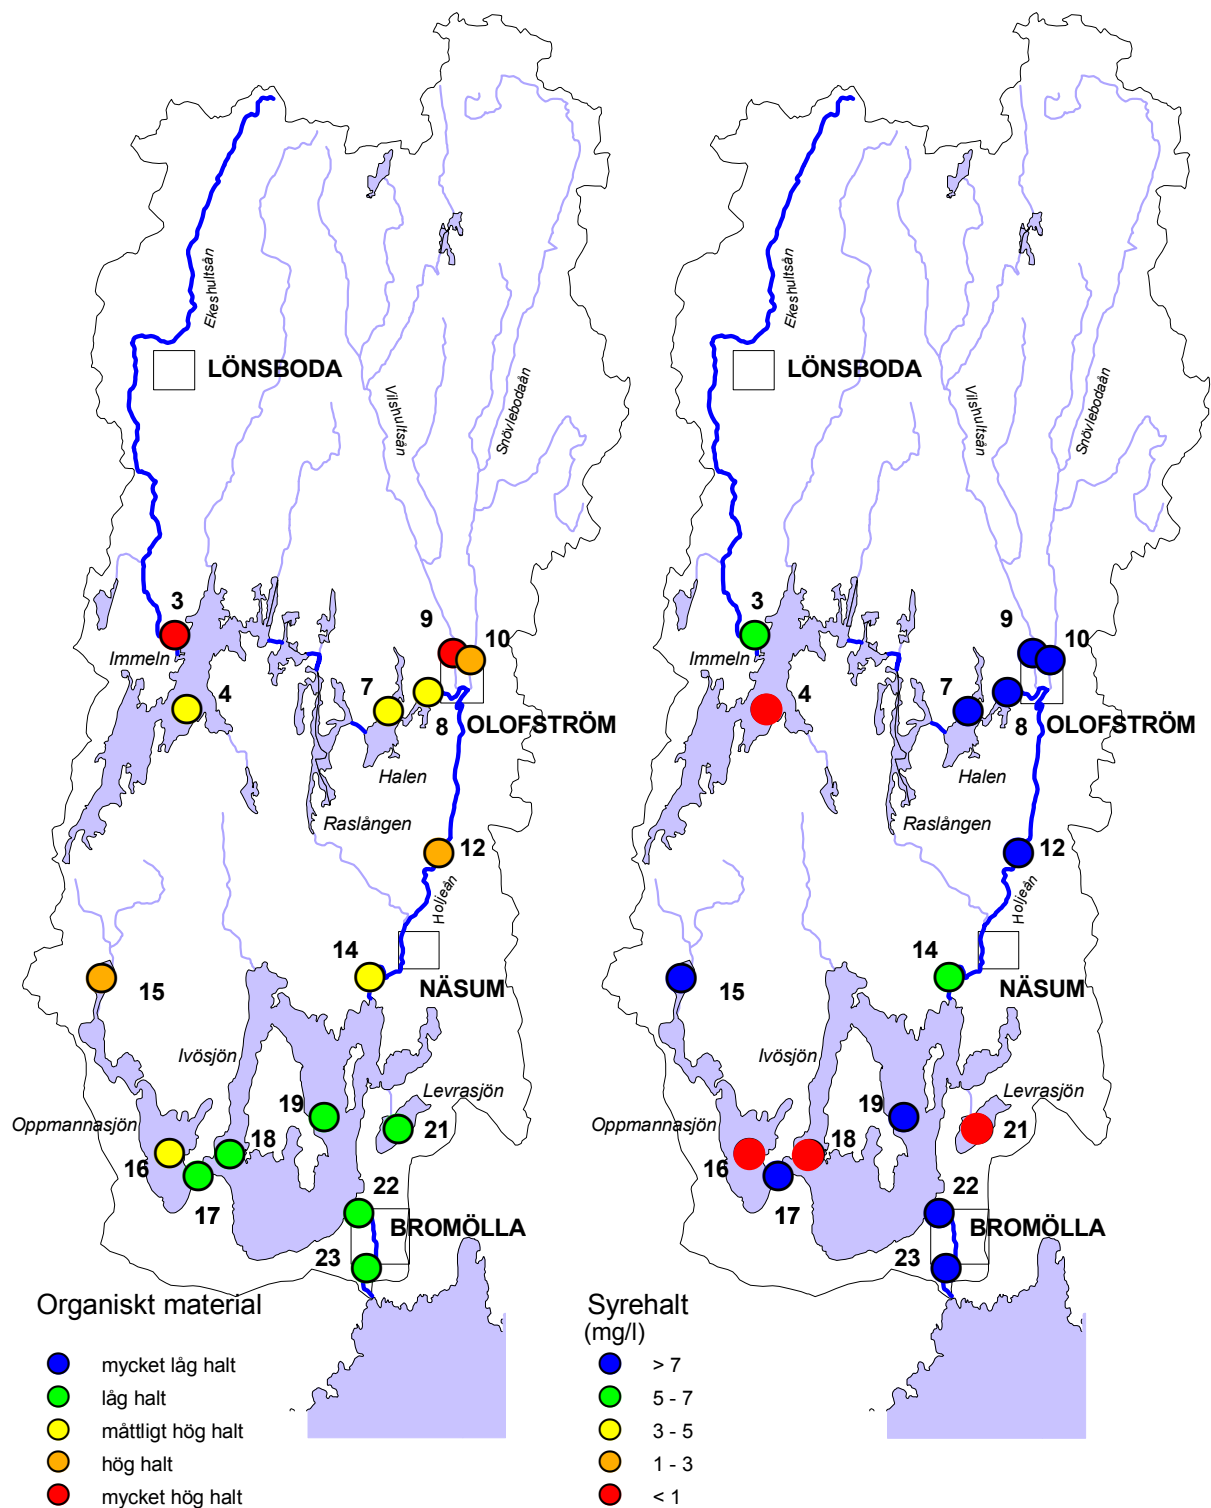 Ekeshultsån
LÖNSBODA
Vilshultsån
Snövlebodaån
3
9
10
Immeln
4
7
8
OLOFSTRÖM
Halen
Raslången
12
Holjeån
14
15
NÄSUM
Ivösjön
Levrasjön
19
Oppmannasjön
18
21
16
17
22
BROMÖLLA
23
Organiskt material
mycket låg halt
låg halt
måttligt hög halt
hög halt
mycket hög halt
Ekeshultsån
LÖNSBODA
Vilshultsån
Snövlebodaån
3
9
10
Immeln
4
7
8
OLOFSTRÖM
Halen
Raslången
12
Holjeån
14
15
NÄSUM
Ivösjön
Levrasjön
19
Oppmannasjön
18
21
16
17
22
BROMÖLLA
23
Syrehalt
(mg/l)
> 7
5 - 7
3 - 5
1 - 3
< 1